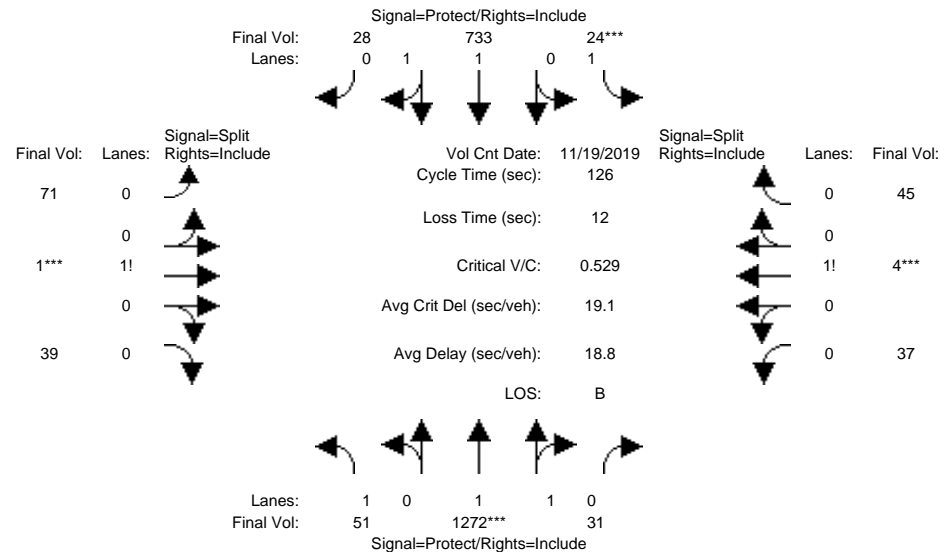 Signal=Protect/Rights=Include
Final Vol: 28 733 24***
Lanes: 0 1 1 0 1
Signal=Split Signal=Split
Final Vol: Lanes: Rights=Include Vol Cnt Date: 11/19/2019 Rights=Include Lanes: Final Vol:
Cycle Time (sec): 126
71 0 0 45
Loss Time (sec): 12
0 0
1*** 1! Critical V/C: 0.529 1! 4***
0 Avg Crit Del (sec/veh): 19.1 0
39 0 Avg Delay (sec/veh): 18.8 0 37
LOS: B
Lanes: 1 0 1 1 0
Final Vol: 51 1272*** 31
Signal=Protect/Rights=Include